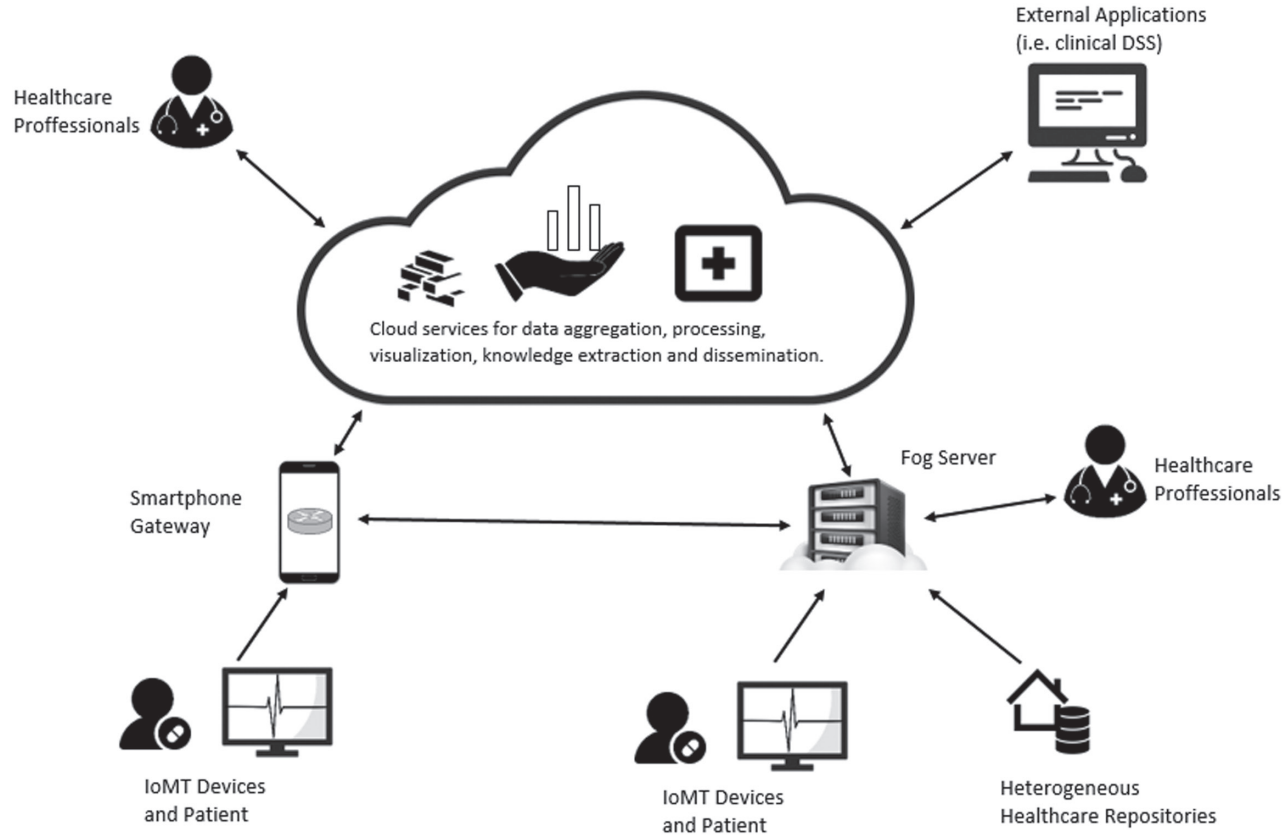 External Applications
(i.e. clinical DSS)
Healthcare
Proffessionals
Cloud services for data aggregation, processing,
visualization, knowledge extraction and dissemination.
Smartphone
Gateway
Fog Server
Healthcare
Proffessionals
IoMT Devices
and Patient
IoMT Devices
and Patient
Heterogeneous
Healthcare Repositories